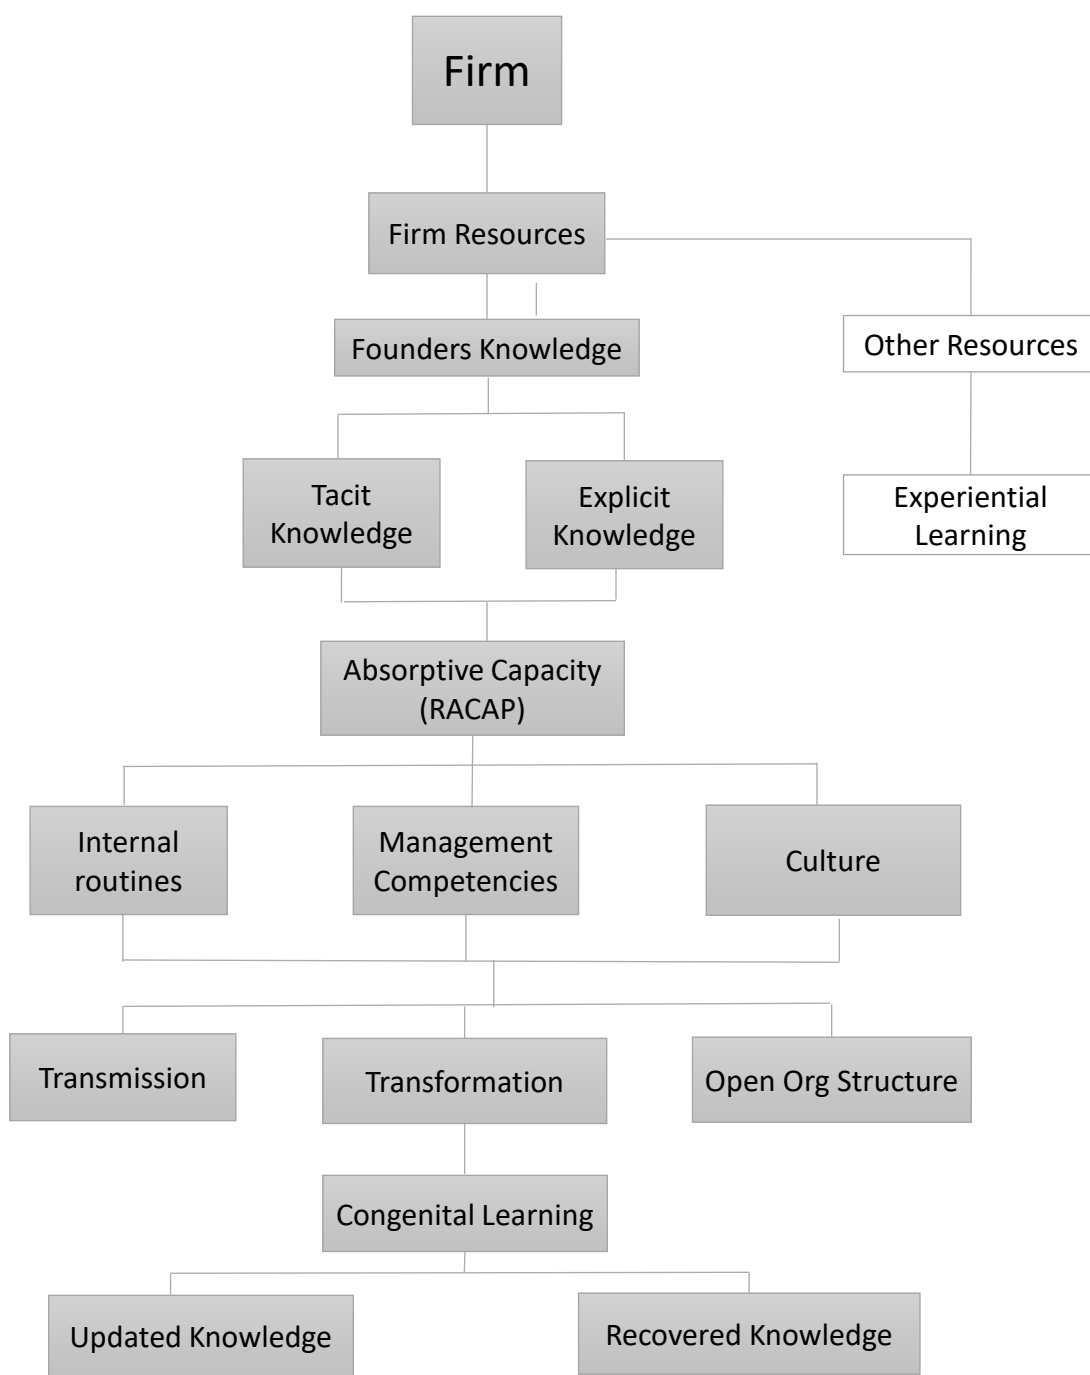 Firm
Firm Resources
Founders Knowledge
Other Resources
Tacit
Knowledge
Explicit
Knowledge
Experiential
Learning
Absorptive Capacity
(RACAP)
Internal
routines
Management
Competencies
Culture
Transmission
Transformation
Open Org Structure
Congenital Learning
Updated Knowledge
Recovered Knowledge